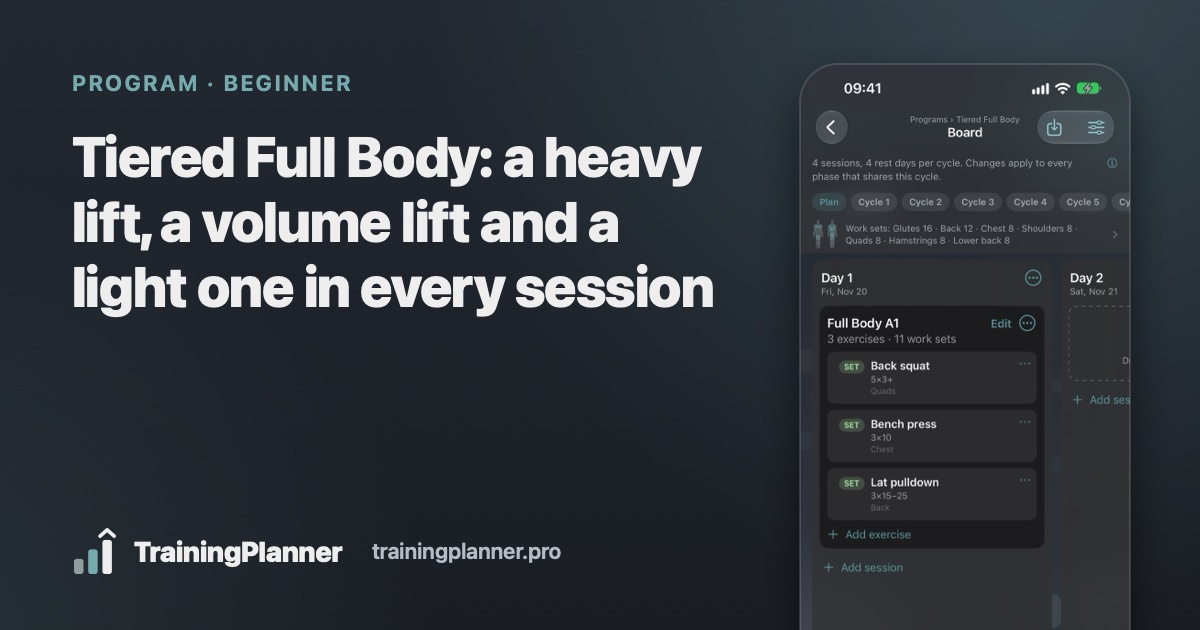 PROGRAM · BEGINNER
Tiered Full Body: a heavy
lift, a volume lift and a
light one in every session
TrainingPlanner
trainingplanner.pro
09:41
Programs › Tiered Full Body
Board
4 sessions, 4 rest days per cycle. Changes apply to every
phase that shares this cycle.
Plan
Cycle 1
Cycle 2
Cycle 3
Cycle 4
Cycle 5
Cy
Work sets: Glutes 16 · Back 12 · Chest 8 · Shoulders 8 ·
Quads 8 · Hamstrings 8 · Lower back 8
Day 1
Fri, Nov 20
Full Body A1
Edit
3 exercises · 11 work sets
SET
Back squat
5×3+
Quads
SET
Bench press
3×10
Chest
SET
Lat pulldown
3×15–25
Back
+ Add exercise
+ Add session
Day 2
Sat, Nov 21
+ Add ses